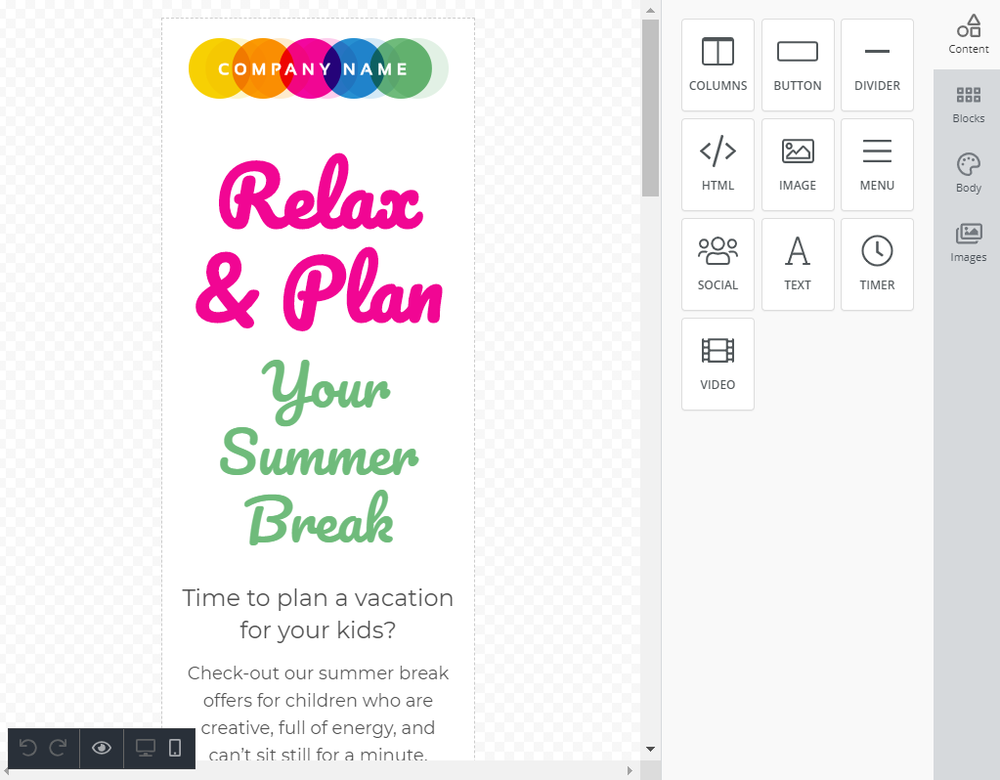 COMPANY NAME
Relax
& Plan
Your
Summer
Break
Time to plan a vacation
for your kids?
Check-out our summer break
offers for children who are
creative, full of energy, and
can’t sit still for a minute.
COLUMNS
BUTTON
DIVIDER
HTML
IMAGE
MENU
SOCIAL
TEXT
TIMER
VIDEO
Content
Blocks
Body
Images